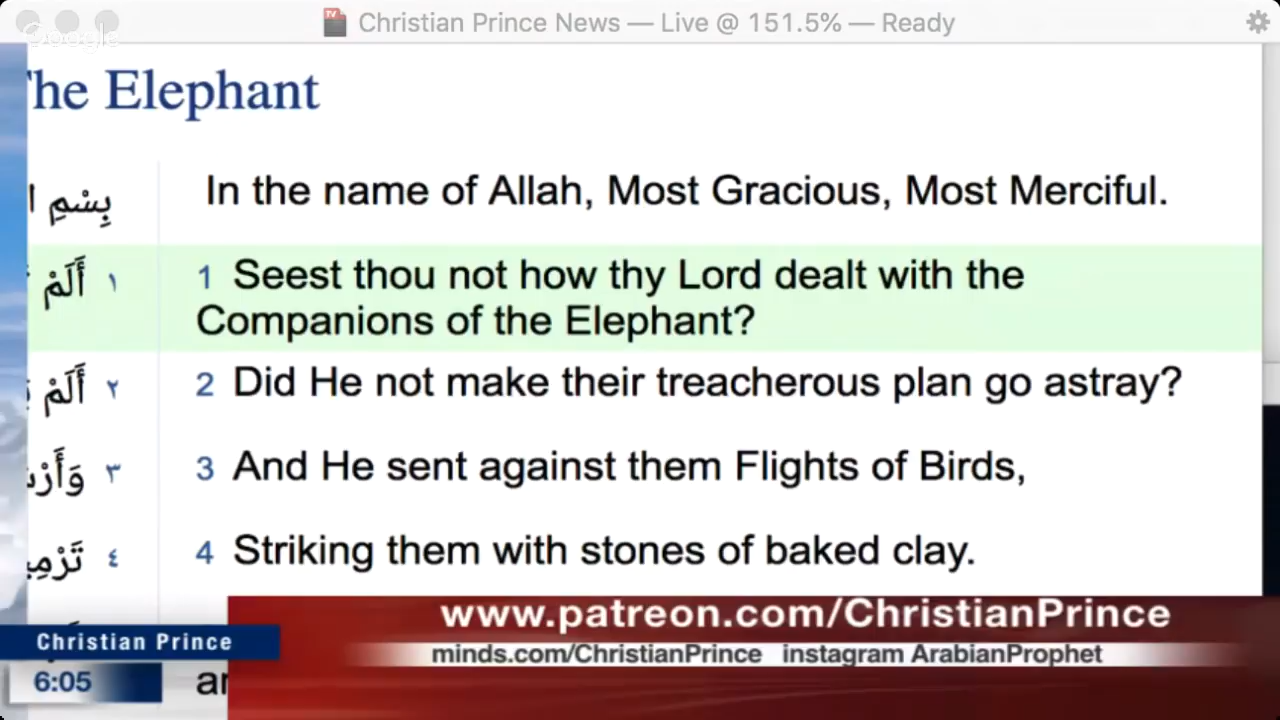 Christian Prince News — Live @ 151.5% — Ready
Google
The Elephant
بِسْمِ
In the name of Allah, Most Gracious, Most Merciful.
١ أَلَمْ
1 Seest thou not how thy Lord dealt with the
Companions of the Elephant?
٢ أَلَمْ
2 Did He not make their treacherous plan go astray?
٣
3 And He sent against them Flights of Birds,
٤
4 Striking them with stones of baked clay.
www.patreon.com/ChristianPrince
Christian Prince
minds.com/ChristianPrince instagram ArabianProphet
6:05